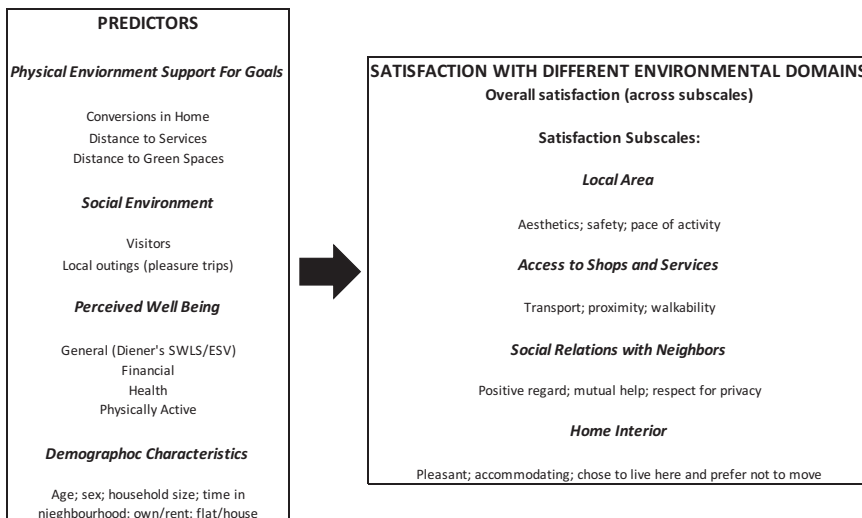 PREDICTORS
Physical Enviornment Support For Goals
Conversions in Home
Distance to Services
Distance to Green Spaces
Social Environment
Visitors
Local outings (pleasure trips)
Perceived Well Being
General (Diener's SWLS/ESV)
Financial
Health
Physically Active
Demographoc Characteristics
Age; sex; household size; time in
nieghbourhood; own/rent; flat/house
SATISFACTION WITH DIFFERENT ENVIRONMENTAL DOMAINS
Overall satisfaction (across subscales)
Satisfaction Subscales:
Local Area
Aesthetics; safety; pace of activity
Access to Shops and Services
Transport; proximity; walkability
Social Relations with Neighbors
Positive regard; mutual help; respect for privacy
Home Interior
Pleasant; accommodating; chose to live here and prefer not to move